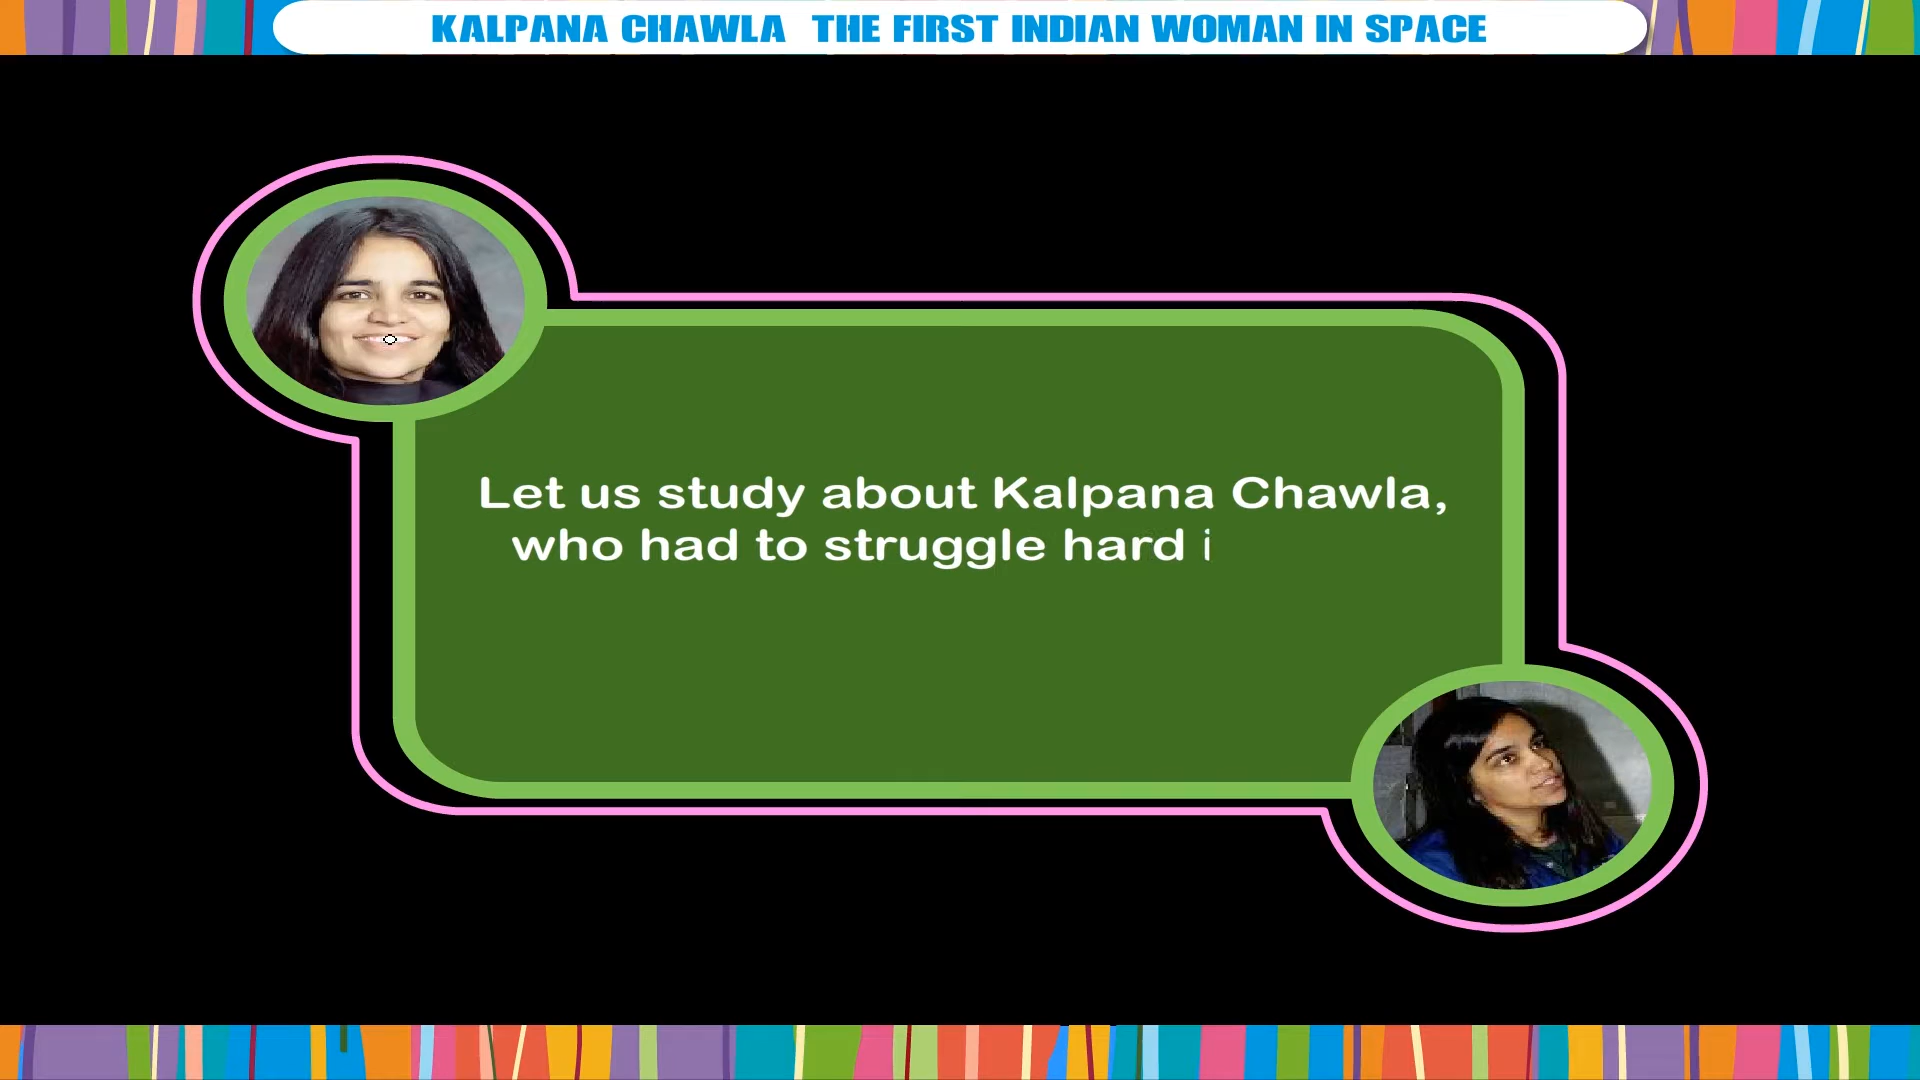 KALPANA CHAWLA THE FIRST INDIAN WOMAN IN SPACE
Let us study about Kalpana Chawla,
who had to struggle hard i